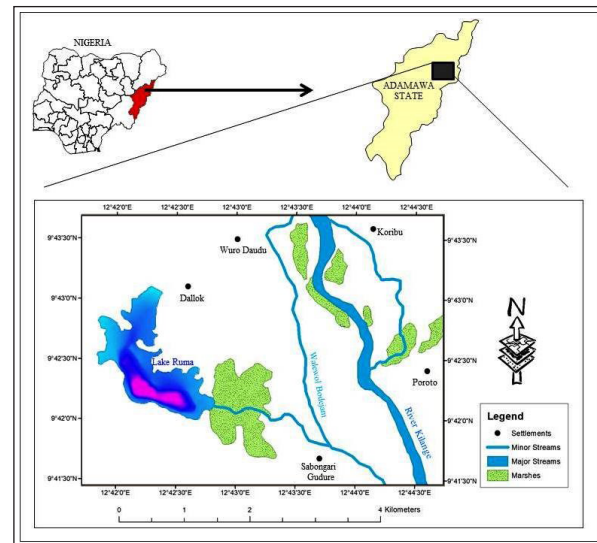 NIGERIA
ADAMAWA
STATE
12°42'0"E 12°42'30"E 12°43'0"E 12°43'30"E 12°44'0"E 12°44'30"E
9°43'30"N
9°43'0"N
9°42'30"N
9°42'0"N
9°41'30"N
9°43'30"N
9°43'0"N
9°42'30"N
9°42'0"N
9°41'30"N
Koribu
Wuro Daudu
Dallok
Lake Ruma
Walewol Bodejam
River Kilange
Poroto
Sabongari
Gudure
12°42'0"E 12°42'30"E 12°43'0"E 12°43'30"E 12°44'0"E 12°44'30"E
N
Legend
Settlements
Minor Streams
Major Streams
Marshes
0 1 2 4 Kilometers